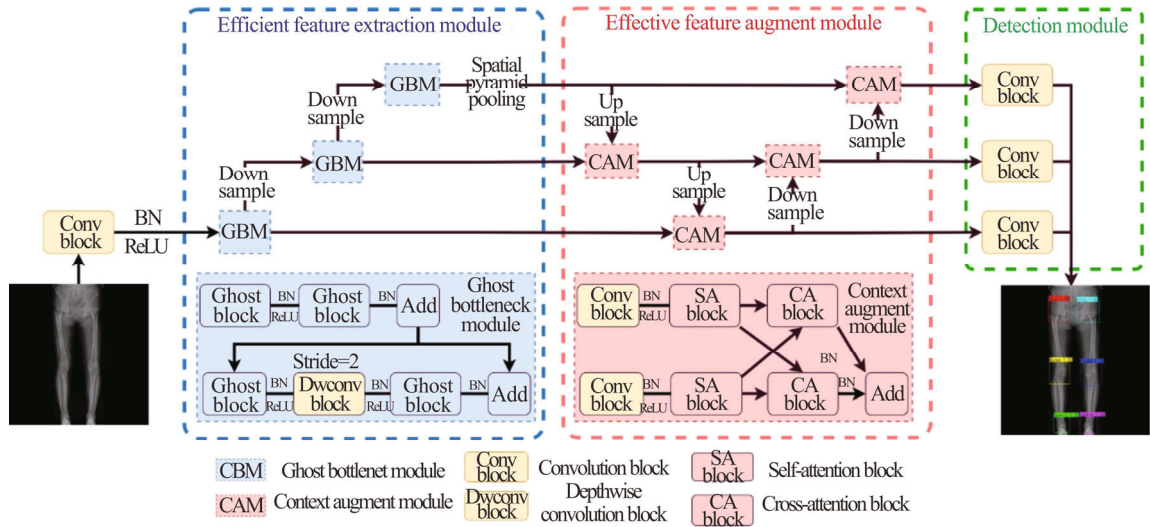 Efficient feature extraction module
Effective feature augment module
Detection module
GBM
Spatial
pyramid
pooling
CAM
Conv
block
Down
sample
Up
sample
Down
sample
GBM
CAM
CAM
Conv
block
Down
sample
Up
sample
Down
sample
Conv
block
BN
ReLU
GBM
CAM
Conv
block
Ghost
block
BN
ReLU
Ghost
block
BN
Add
Ghost
bottleneck
module
Stride=2
Ghost
block
BN
ReLU
Dwconv
block
BN
ReLU
Ghost
block
BN
Add
Conv
block
BN
ReLU
SA
block
CA
block
Context
augment
module
BN
Conv
block
BN
ReLU
SA
block
CA
block
BN
Add
CBM
Ghost bottlenet module
Conv
block
Convolution block
SA
block
Self-attention block
CAM
Context augment module
Dwconv
block
Depthwise
convolution block
CA
block
Cross-attention block